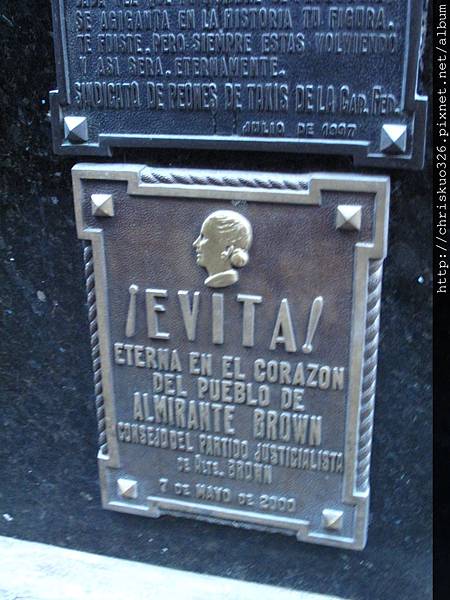 SE AGIGANTA EN LA HISTORIA TU FIGURA.
TE FUISTE, PERO SIEMPRE ESTAS VOLVIENDO
Y ASI SERA, ETERNAMENTE.
SINDICATO DE PEONES DE TAXIS DE LA CAP. FED.
JULIO DE 1997
¡EVITA!
ETERNA EN EL CORAZON
DEL PUEBLO DE
ALMIRANTE BROWN
CONSEJO DEL PARTIDO JUSTICIALISTA
DE ALTE. BROWN
7 DE MAYO DE 2000
http://chriskuo326.pixnet.net/album